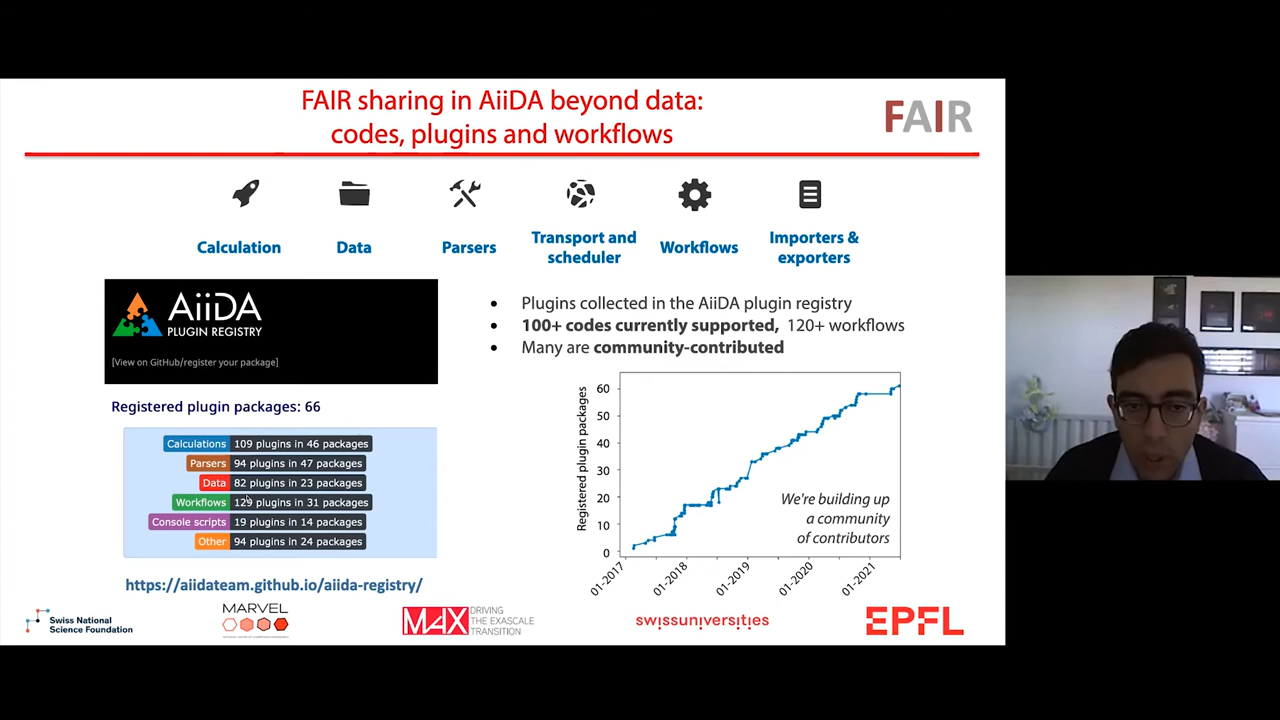 FAIR sharing in AiiDA beyond data:
codes, plugins and workflows
FAIR
Calculation
Data
Parsers
Transport and
scheduler
Workflows
Importers &
exporters
AiiDA
PLUGIN REGISTRY
[View on GitHub/register your package]
Registered plugin packages: 66
Calculations 109 plugins in 46 packages
Parsers 94 plugins in 47 packages
Data 82 plugins in 23 packages
Workflows 129 plugins in 31 packages
Console scripts 19 plugins in 14 packages
Other 94 plugins in 24 packages
https://aiidateam.github.io/aiida-registry/
• Plugins collected in the AiiDA plugin registry
• 100+ codes currently supported, 120+ workflows
• Many are community-contributed
Registered plugin packages
60
50
40
30
20
10
0
01-2017
01-2018
01-2019
01-2020
01-2021
We're building up
a community
of contributors
Swiss National
Science Foundation
MARVEL
MAX
DRIVING
THE EXASCALE
TRANSITION
swissuniversities
EPFL